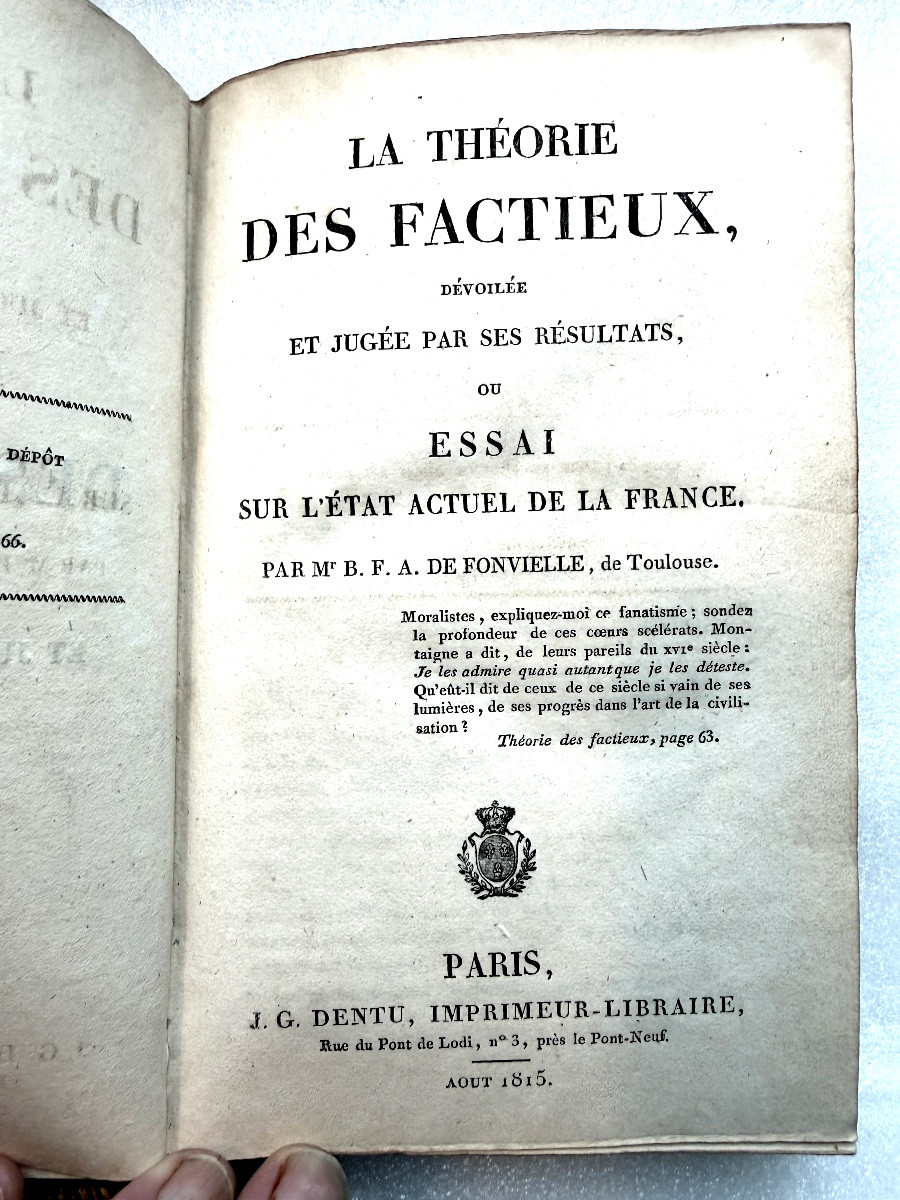 DÉPÔT
66.
LA THÉORIE
DES FACTIEUX,
DÉVOILÉE
ET JUGÉE PAR SES RÉSULTATS,
OU
ESSAI
SUR L'ÉTAT ACTUEL DE LA FRANCE.
PAR Mr B. F. A. DE FONVIELLE, de Toulouse.
Moralistes, expliquez-moi ce fanatisme; sondez
la profondeur de ces cœurs scélérats. Mon-
taigne a dit, de leurs pareils du XVIe siècle:
Je les admire quasi autant que je les déteste.
Qu'eût-il dit de ceux de ce siècle si vain de ses
lumières, de ses progrès dans l'art de la civili-
sation?
Théorie des factieux, page 63.
PARIS,
J. G. DENTU, IMPRIMEUR-LIBRAIRE,
Rue du Pont de Lodi, no 3, près le Pont-Neuf.
AOUT 1815.